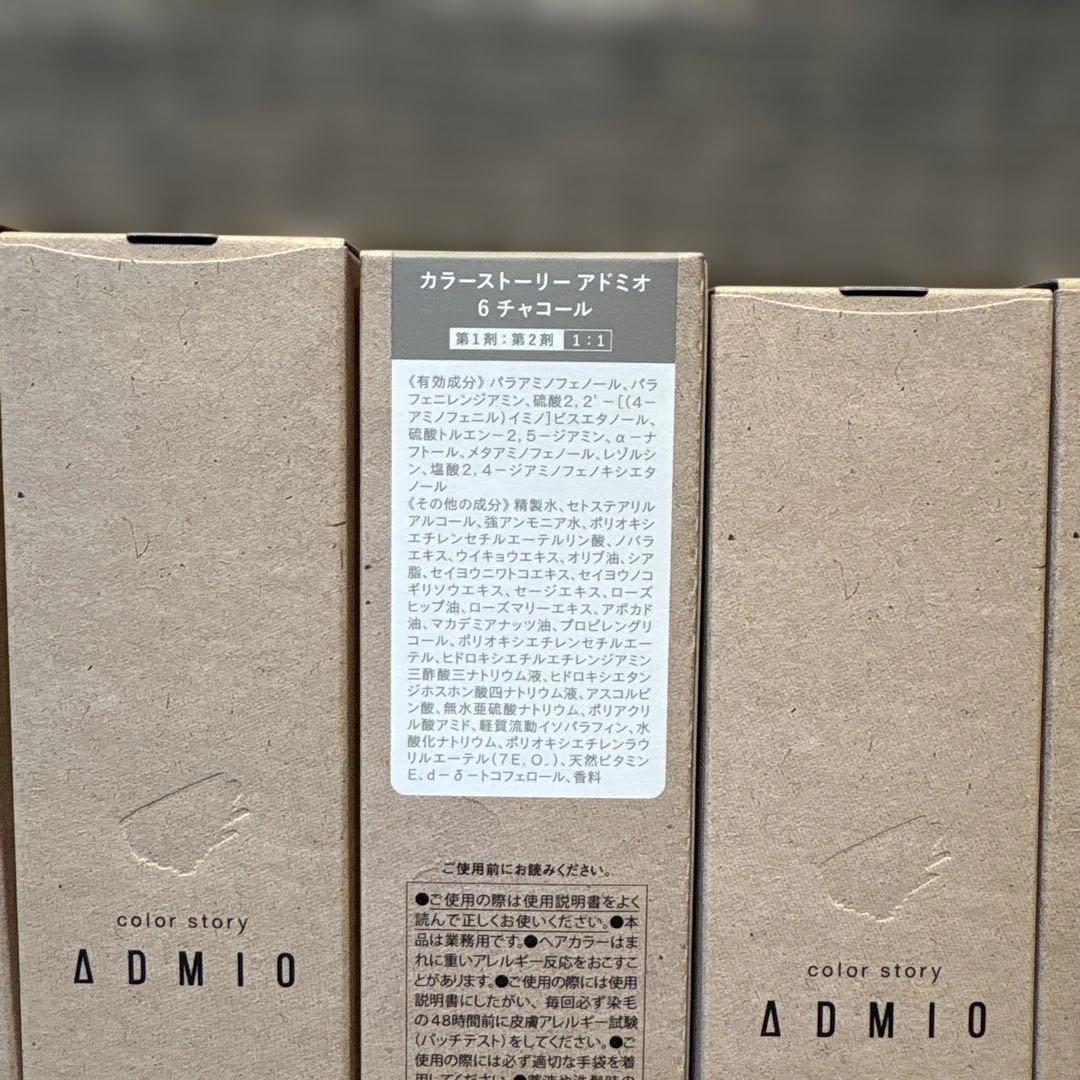 カラーストーリー アドミオ
6 チャコール
第1剤：第2剤 1：1
《有効成分》パラアミノフェノール、パラ
フェニレンジアミン、硫酸2,2'－[(4－
アミノフェニル)イミノ]ビスエタノール、
硫酸トルエン－2,5－ジアミン、α－ナ
フトール、メタアミノフェノール、レゾルシ
ン、塩酸2,4－ジアミノフェノキシエタ
ノール
《その他の成分》精製水、セトステアリル
アルコール、強アンモニア水、ポリオキシ
エチレンセチルエーテルリン酸、ノバラ
エキス、ウイキョウエキス、オリブ油、シア
脂、セイヨウニワトコエキス、セイヨウノコ
ギリソウエキス、セージエキス、ローズ
ヒップ油、ローズマリーエキス、アボカド
油、マカデミアナッツ油、プロピレングリ
コール、ポリオキシエチレンセチルエー
テル、ヒドロキシエチルエチレンジアミン
三酢酸三ナトリウム液、ヒドロキシエタン
ジホスホン酸四ナトリウム液、アスコルビ
ン酸、無水亜硫酸ナトリウム、ポリアクリ
ル酸アミド、軽質流動イソパラフィン、水
酸化ナトリウム、ポリオキシエチレンラウ
リルエーテル(7E.O.)、天然ビタミン
E、d－δ－トコフェロール、香料
ご使用前にお読みください。
●ご使用の際は使用説明書をよく
読んで正しくお使いください。●本
品は業務用です。●ヘアカラーはま
れに重いアレルギー反応をおこすこ
とがあります。●ご使用の際には使用
説明書にしたがい、毎回必ず染毛
の48時間前に皮膚アレルギー試験
(パッチテスト)をしてください。●ご
使用の際には必ず適切な手袋を着
用してください。●薬液や洗髪時の
color story
ADMIO
color story
ADMIO